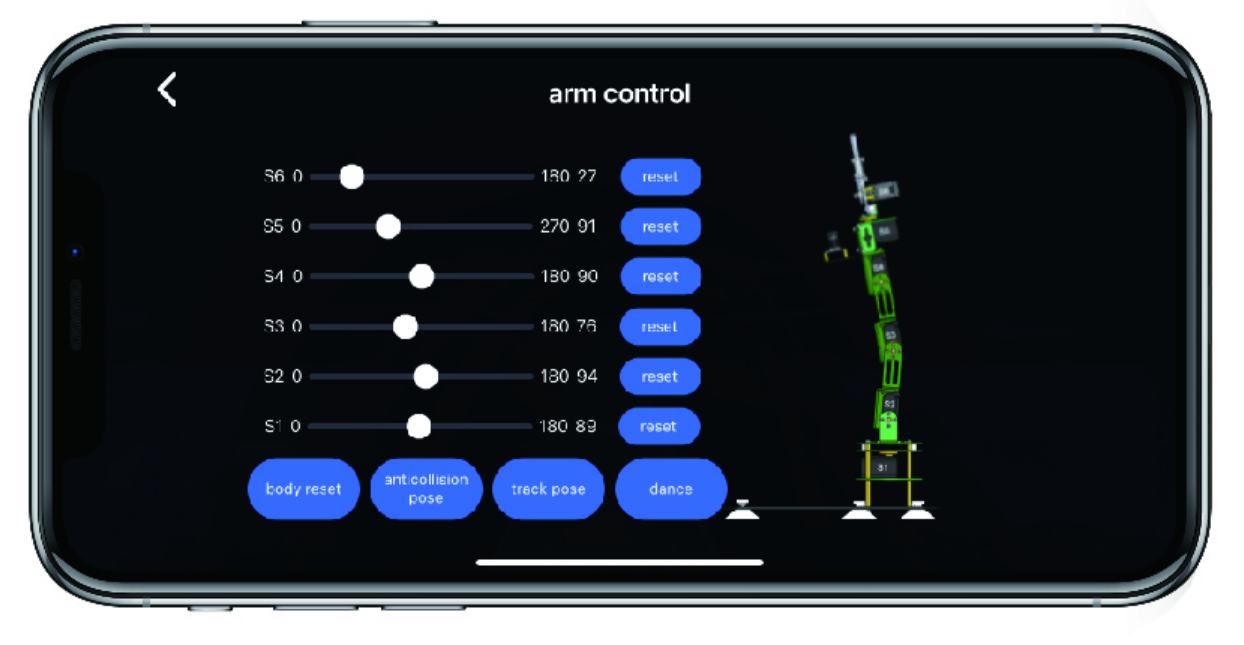 arm control
S6 0 180 27 reset
S5 0 270 91 reset
S4 0 180 90 reset
S3 0 180 76 reset
S2 0 180 94 reset
S1 0 180 89 reset
body reset
anticollision
pose
track pose
dance
S5
S3
S2
S1